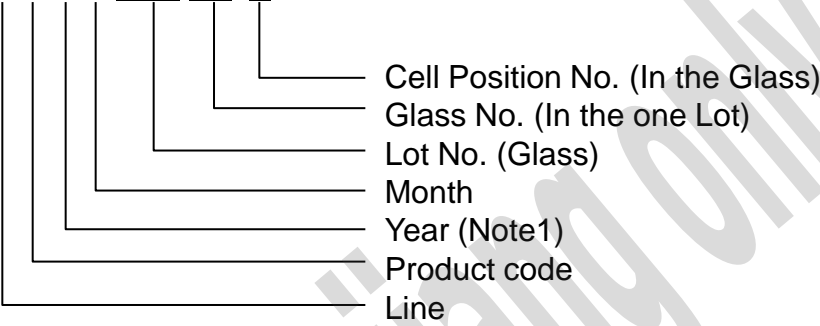 Cell Position No. (In the Glass)
Glass No. (In the one Lot)
Lot No. (Glass)
Month
Year (Note1)
Product code
Line